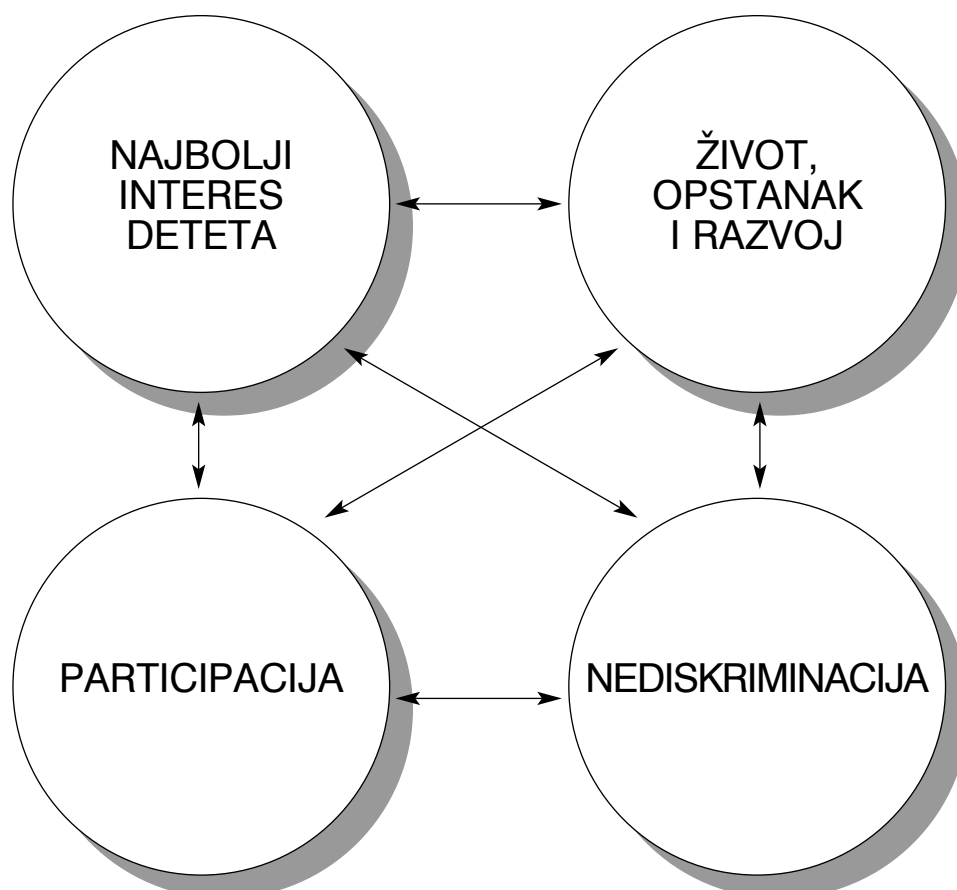 NAJBOLJI
INTERES
DETETA
ŽIVOT,
OPSTANAK
I RAZVOJ
PARTICIPACIJA
NEDISKRIMINACIJA